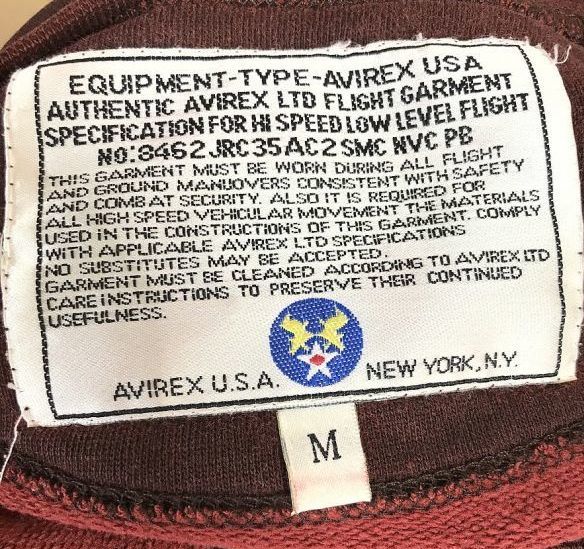 EQUIPMENT-TYPE-AVIREX USA
AUTHENTIC AVIREX LTD FLIGHT GARMENT
SPECIFICATION FOR HI SPEED LOW LEVEL FLIGHT
NO:8462JRC35AC2 SMC NVC PB
THIS GARMENT MUST BE WORN DURING ALL FLIGHT
AND GROUND MANUOVERS CONSISTENT WITH SAFETY
AND COMBAT SECURITY. ALSO IT IS REQUIRED FOR
ALL HIGH SPEED VEHICULAR MOVEMENT THE MATERIALS
USED IN THE CONSTRUCTIONS OF THIS GARMENT. COMPLY
WITH APPLICABLE AVIREX LTD SPECIFICATIONS
NO SUBSTITUTES MAY BE ACCEPTED.
GARMENT MUST BE CLEANED ACCORDING TO AVIREX LTD
CARE INSTRUCTIONS TO PRESERVE THEIR CONTINUED
USEFULNESS.
AVIREX U.S.A. NEW YORK, N.Y.
M